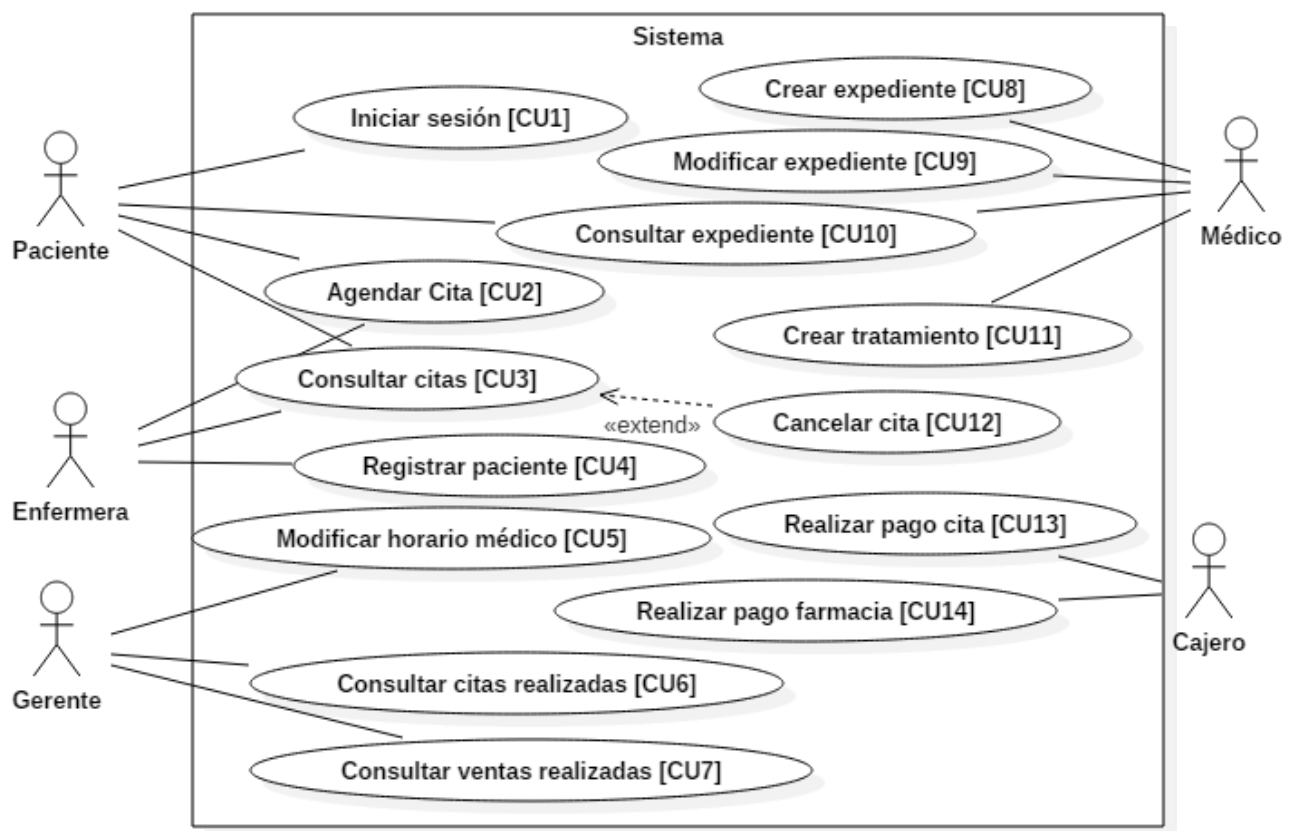 Sistema
Crear expediente [CU8]
Iniciar sesión [CU1]
Modificar expediente [CU9]
Consultar expediente [CU10]
Paciente
Médico
Agendar Cita [CU2]
Crear tratamiento [CU11]
Consultar citas [CU3]
Cancelar cita [CU12]
«extend»
Registrar paciente [CU4]
Enfermera
Realizar pago cita [CU13]
Modificar horario médico [CU5]
Realizar pago farmacia [CU14]
Cajero
Consultar citas realizadas [CU6]
Gerente
Consultar ventas realizadas [CU7]